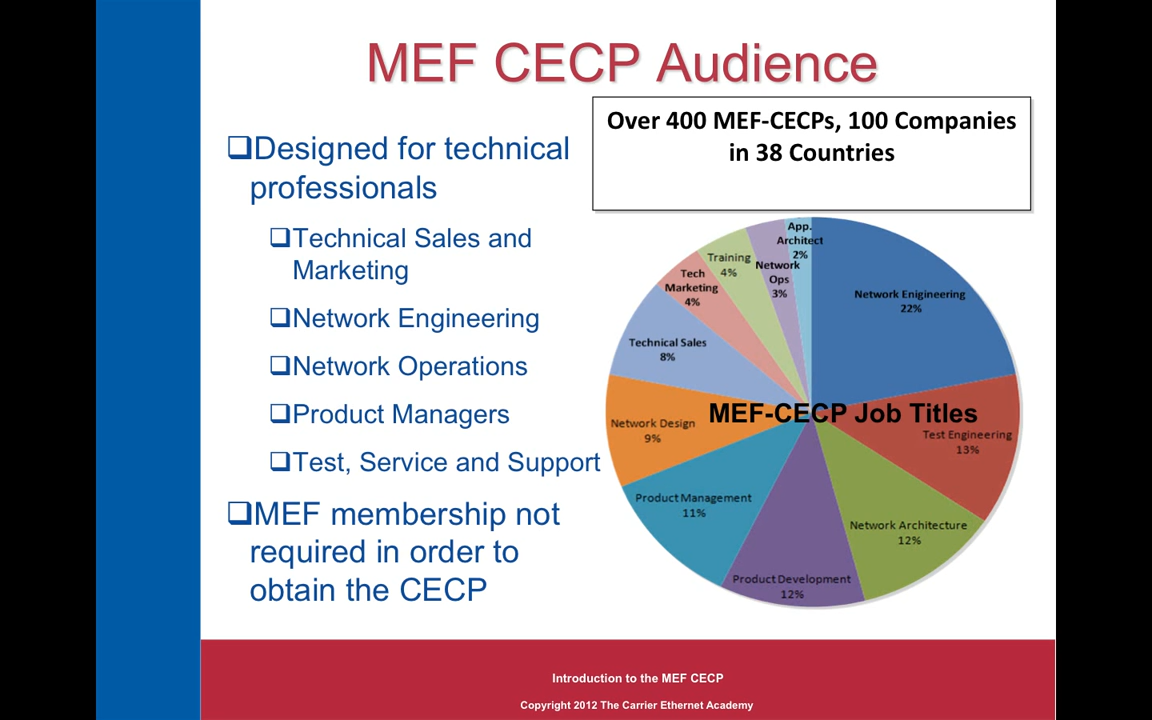 MEF CECP Audience
Over 400 MEF-CECPs, 100 Companies
in 38 Countries
❑Designed for technical
professionals
❑Technical Sales and
Marketing
❑Network Engineering
❑Network Operations
❑Product Managers
❑Test, Service and Support
❑MEF membership not
required in order to
obtain the CECP
MEF-CECP Job Titles
Network Enigineering
22%
Test Engineering
13%
Network Architecture
12%
Product Development
12%
Product Management
11%
Network Design
9%
Technical Sales
8%
Tech
Marketing
4%
Training
4%
Network
Ops
3%
App.
Architect
2%
Introduction to the MEF CECP
Copyright 2012 The Carrier Ethernet Academy